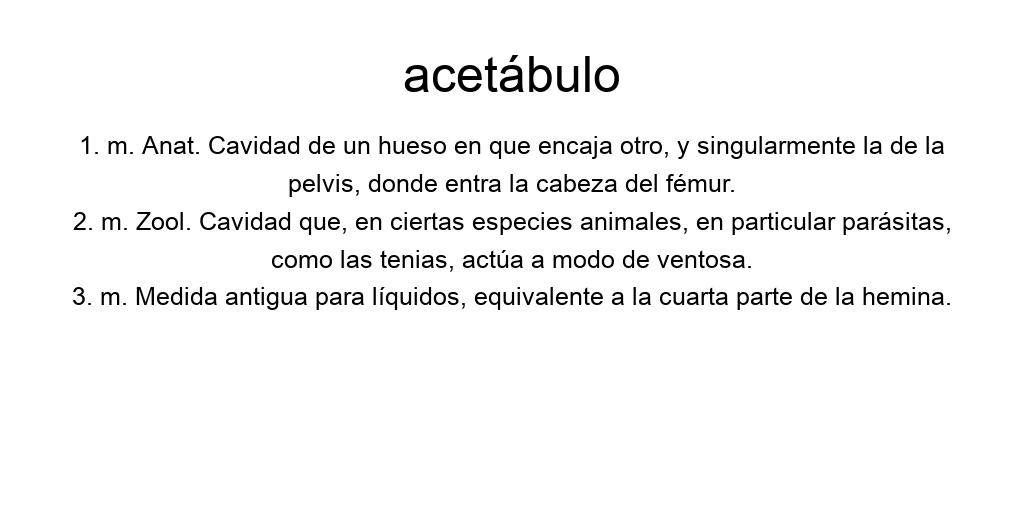 acetábulo
1. m. Anat. Cavidad de un hueso en que encaja otro, y singularmente la de la
pelvis, donde entra la cabeza del fémur.
2. m. Zool. Cavidad que, en ciertas especies animales, en particular parásitas,
como las tenias, actúa a modo de ventosa.
3. m. Medida antigua para líquidos, equivalente a la cuarta parte de la hemina.